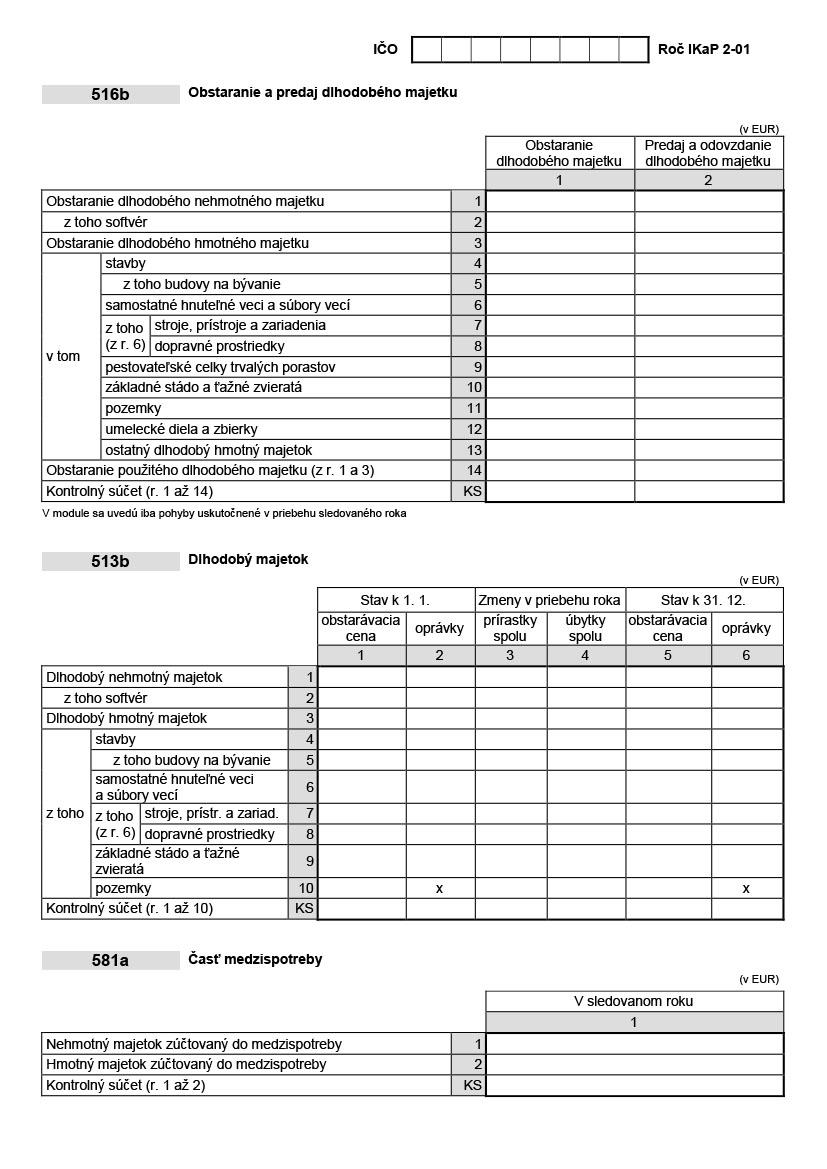 IČO Roč IKaP 2-01
516b Obstaranie a predaj dlhodobého majetku
(v EUR)
Obstaranie dlhodobého majetku Predaj a odovzdanie dlhodobého majetku
1 2
Obstaranie dlhodobého nehmotného majetku 1
z toho softvér 2
Obstaranie dlhodobého hmotného majetku 3
v tom
stavby 4
z toho budovy na bývanie 5
samostatné hnuteľné veci a súbory vecí 6
z toho (z r. 6)
stroje, prístroje a zariadenia 7
dopravné prostriedky 8
pestovateľské celky trvalých porastov 9
základné stádo a ťažné zvieratá 10
pozemky 11
umelecké diela a zbierky 12
ostatný dlhodobý hmotný majetok 13
Obstaranie použitého dlhodobého majetku (z r. 1 a 3) 14
Kontrolný súčet (r. 1 až 14) KS
V module sa uvedú iba pohyby uskutočnené v priebehu sledovaného roka
513b Dlhodobý majetok
(v EUR)
Stav k 1. 1. Zmeny v priebehu roka Stav k 31. 12.
obstarávacia cena oprávky prírastky spolu úbytky spolu obstarávacia cena oprávky
1 2 3 4 5 6
Dlhodobý nehmotný majetok 1
z toho softvér 2
Dlhodobý hmotný majetok 3
z toho
stavby 4
z toho budovy na bývanie 5
samostatné hnuteľné veci
a súbory vecí 6
z toho (z r. 6)
stroje, prístr. a zariad. 7
dopravné prostriedky 8
základné stádo a ťažné
zvieratá 9
pozemky 10 x x
Kontrolný súčet (r. 1 až 10) KS
581a Časť medzispotreby
(v EUR)
V sledovanom roku
1
Nehmotný majetok zúčtovaný do medzispotreby 1
Hmotný majetok zúčtovaný do medzispotreby 2
Kontrolný súčet (r. 1 až 2) KS